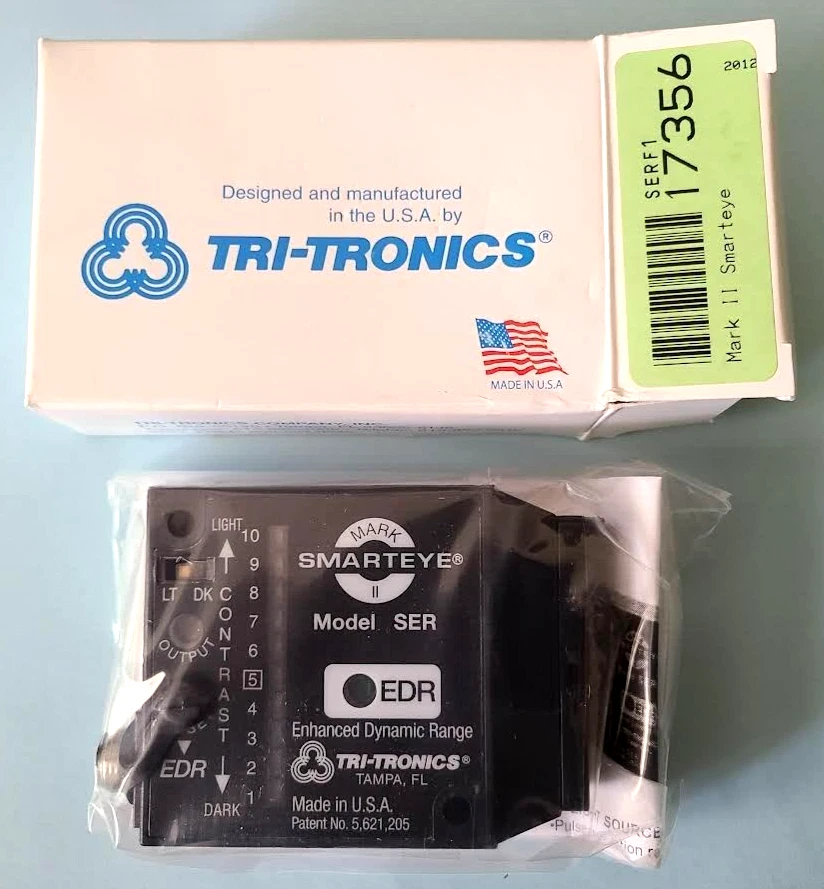 Designed and manufactured
in the U.S.A. by
TRI-TRONICS®
MADE IN U.S.A
2012
SERF1
17356
Mark II Smarteye
LIGHT
10
9
8
7
6
5
4
3
2
1
CONTRAST
DARK
LT DK
OUTPUT
EDR
MARK
SMARTEYE®
II
Model SER
EDR
Enhanced Dynamic Range
TRI-TRONICS®
TAMPA, FL
Made in U.S.A.
Patent No. 5,621,205
SOURCE